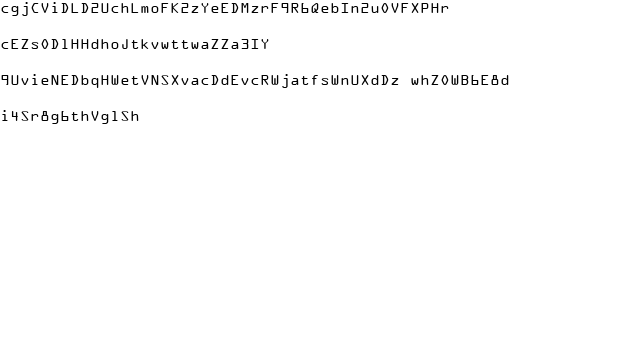 cgjCViDLD2UchLmoFK2zYeEDMzrF9R6QebIn2u0VFXPHr
cEZs0DlHHdhoJtkvwttwaZZa3IY
9UvieNEDbqHWetVNSXvacDdEvcRWjatfsWnUXdDz whZ0WB6E8d
i4Sr8g6thVglSh